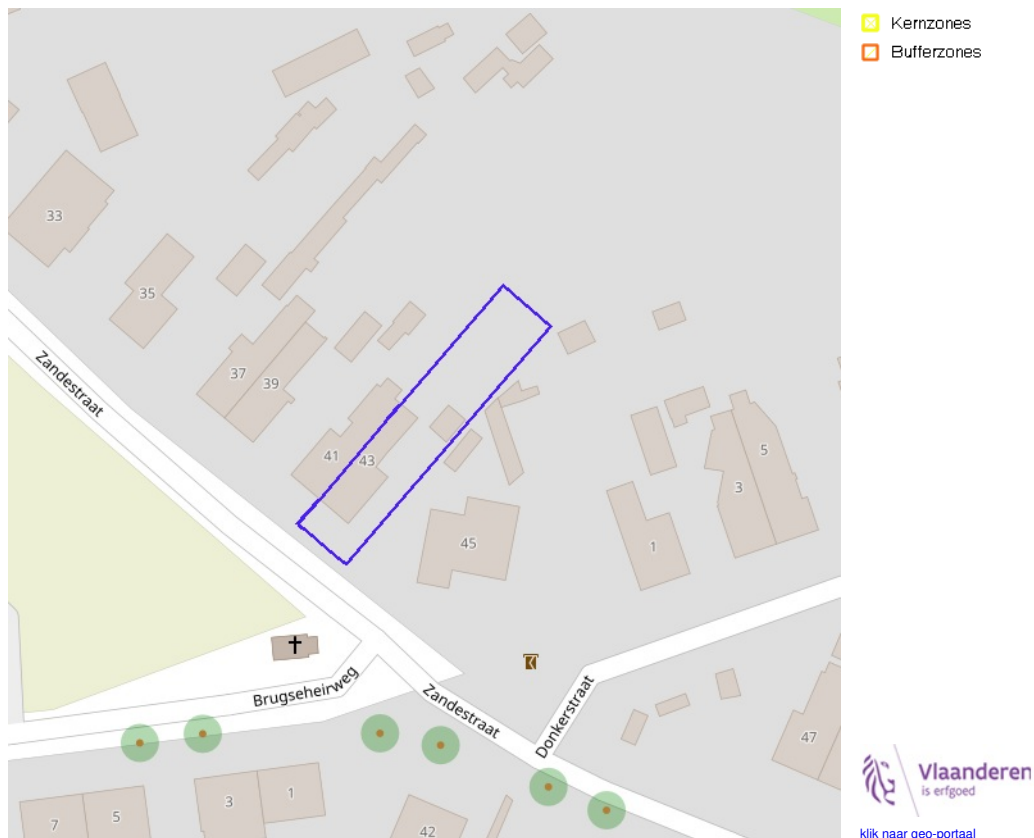 Kernzones
Bufferzones
33
35
37
39
41
43
45
1
3
5
Zandestraat
Brugseheirweg
Zandestraat
Donkerstraat
47
7
5
3
1
42
Vlaanderen
is erfgoed
klik naar geo-portaal